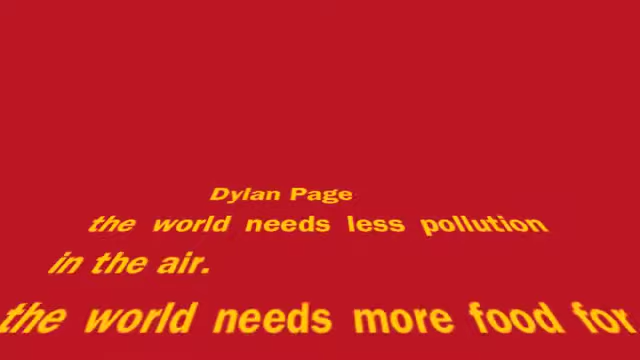 Dylan Page
the world needs less pollution
in the air.
the world needs more food for